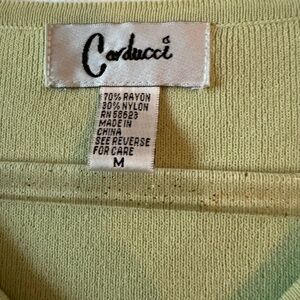 Carducci
70% RAYON
30% NYLON
RN 58623
MADE IN
CHINA
SEE REVERSE
FOR CARE
M